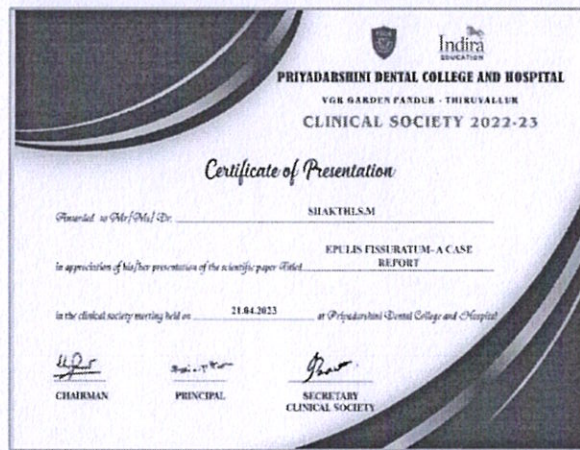 Indira
EDUCATION
PRIYADARSHINI DENTAL COLLEGE AND HOSPITAL
VGR GARDEN PANDUR - THIRUVALLUR
CLINICAL SOCIETY 2022-23
Certificate of Presentation
Awarded to Mr/Ms/Dr. SHAKTHI.S.M
EPULIS FISSURATUM- A CASE
in appreciation of his/her presentation of the scientific paper Titled REPORT
in the clinical society meeting held on 21.04.2023 at Priyadarshini Dental College and Hospital
CHAIRMAN PRINCIPAL SECRETARY
CLINICAL SOCIETY